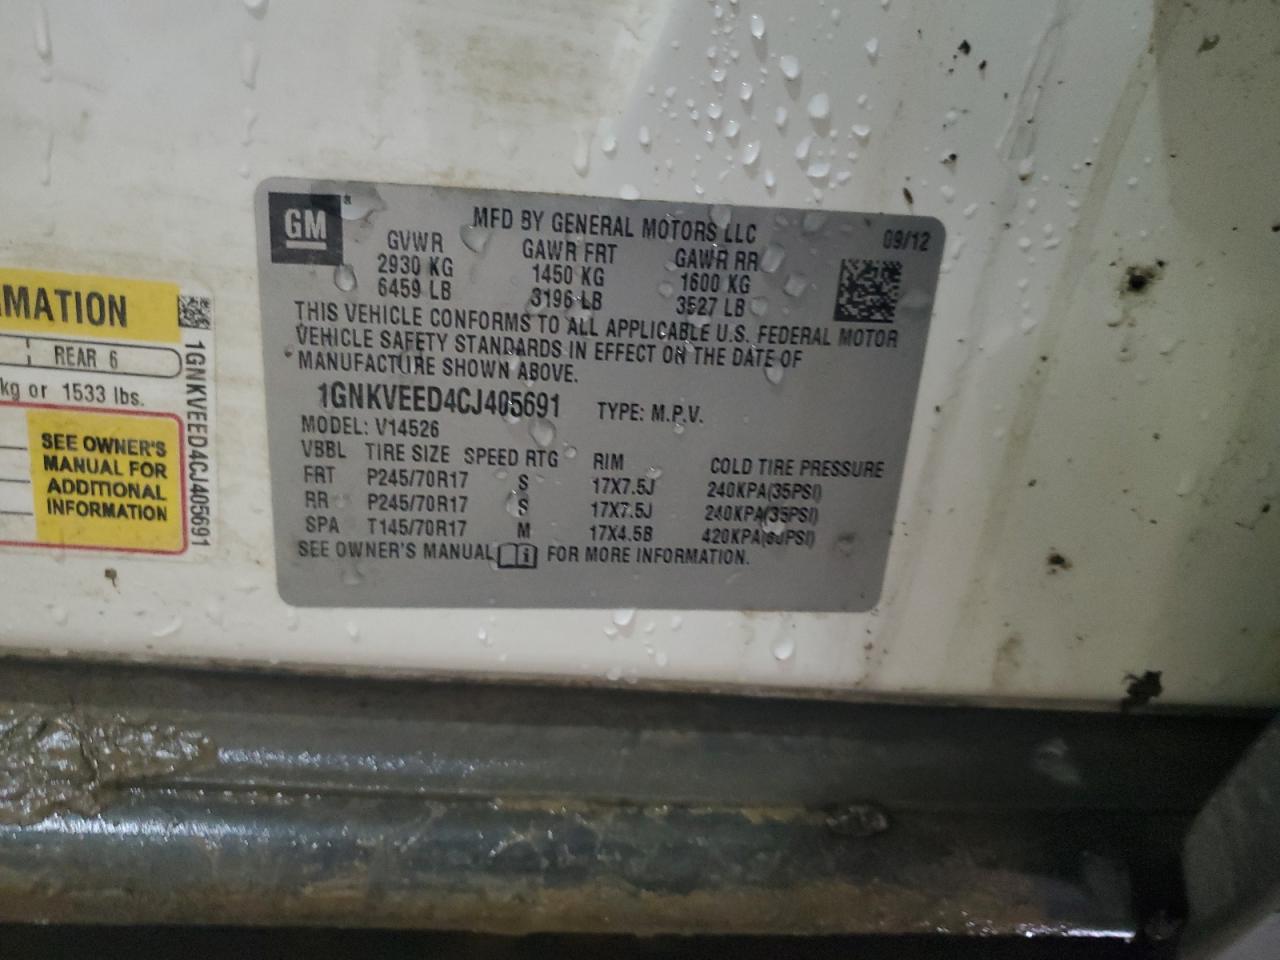 GM
MFD BY GENERAL MOTORS LLC
09/12
GVWR GAWR FRT GAWR RR
2930 KG 1450 KG 1600 KG
6459 LB 3196 LB 3527 LB
THIS VEHICLE CONFORMS TO ALL APPLICABLE U.S. FEDERAL MOTOR
VEHICLE SAFETY STANDARDS IN EFFECT ON THE DATE OF
MANUFACTURE SHOWN ABOVE.
1GNKVEED4CJ405691 TYPE: M.P.V.
MODEL: V14526
VBBL TIRE SIZE SPEED RTG RIM COLD TIRE PRESSURE
FRT P245/70R17 S 17X7.5J 240KPA(35PSI)
RR P245/70R17 S 17X7.5J 240KPA(35PSI)
SPA T145/70R17 M 17X4.5B 420KPA(60PSI)
SEE OWNER'S MANUAL FOR MORE INFORMATION.
MATION
REAR 6
kg or 1533 lbs.
SEE OWNER'S
MANUAL FOR
ADDITIONAL
INFORMATION
1GNKVEED4CJ405691